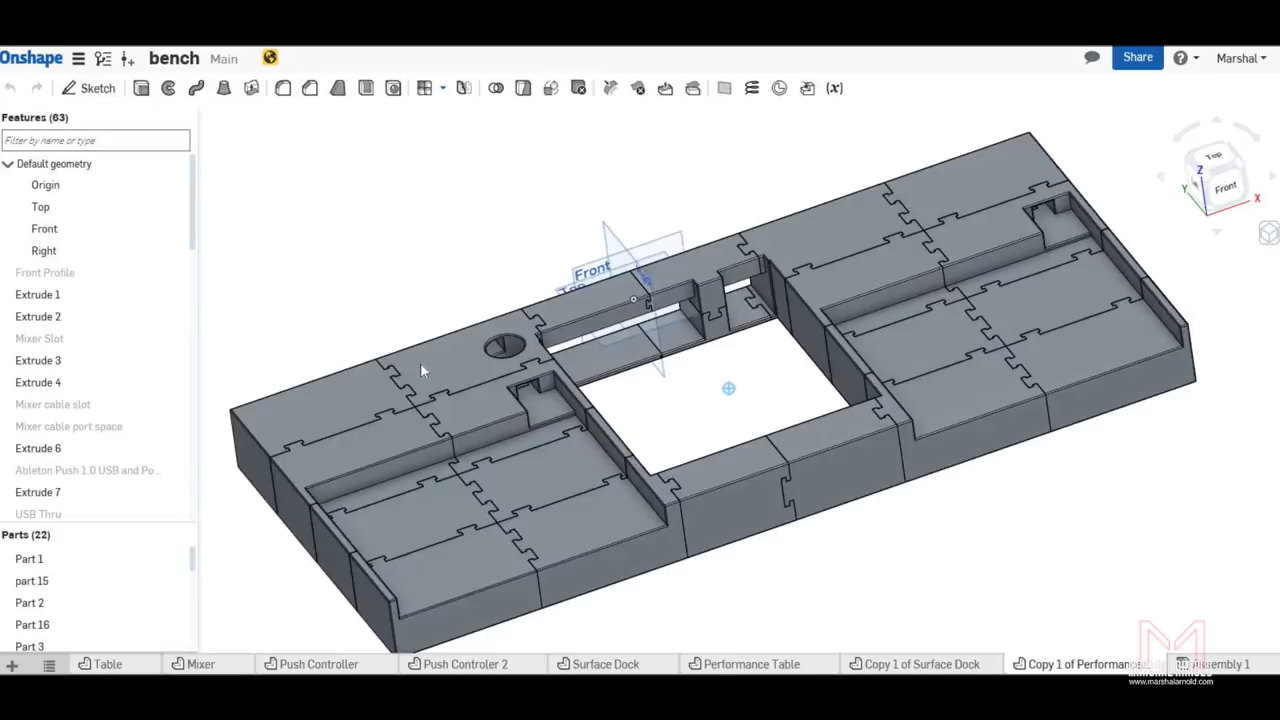 Onshape bench Main Share Marshal
Sketch (x)
Features (63)
Filter by name or type
Default geometry
Origin
Top
Front
Right
Front Profile
Extrude 1
Extrude 2
Mixer Slot
Extrude 3
Extrude 4
Mixer cable slot
Mixer cable port space
Extrude 6
Ableton Push 1.0 USB and Po...
Extrude 7
USB Thru
Parts (22)
Part 1
part 15
Part 2
Part 16
Part 3
Front
Top
Z
Y
Front
X
Table Mixer Push Controller Push Controler 2 Surface Dock Performance Table Copy 1 of Surface Dock Copy 1 of Performanc Assembly 1
www.marshalarnold.com